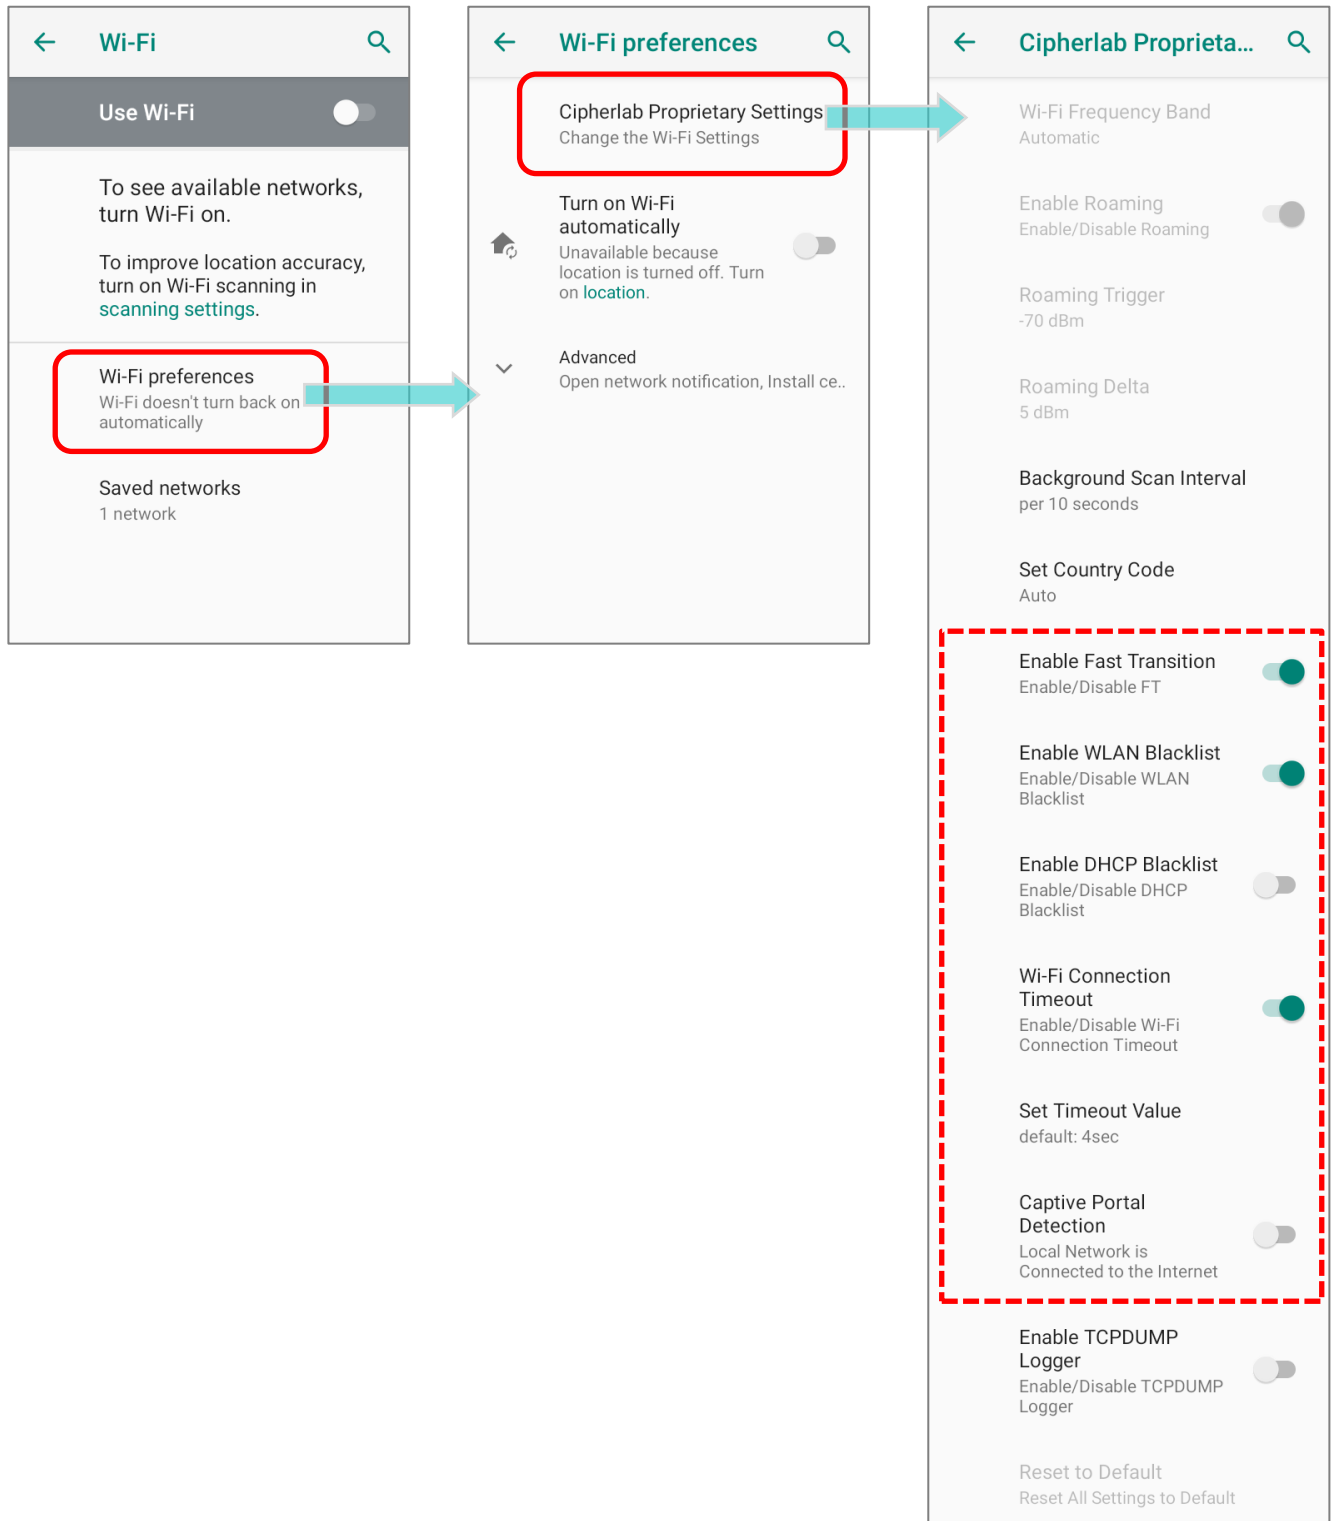 Wi-Fi
Use Wi-Fi
To see available networks,
turn Wi-Fi on.
To improve location accuracy,
turn on Wi-Fi scanning in
scanning settings.
Wi-Fi preferences
Wi-Fi doesn't turn back on
automatically
Saved networks
1 network
Wi-Fi preferences
Cipherlab Proprietary Settings
Change the Wi-Fi Settings
Turn on Wi-Fi
automatically
Unavailable because
location is turned off. Turn
on location.
Advanced
Open network notification, Install ce..
Cipherlab Proprieta...
Wi-Fi Frequency Band
Automatic
Enable Roaming
Enable/Disable Roaming
Roaming Trigger
-70 dBm
Roaming Delta
5 dBm
Background Scan Interval
per 10 seconds
Set Country Code
Auto
Enable Fast Transition
Enable/Disable FT
Enable WLAN Blacklist
Enable/Disable WLAN
Blacklist
Enable DHCP Blacklist
Enable/Disable DHCP
Blacklist
Wi-Fi Connection
Timeout
Enable/Disable Wi-Fi
Connection Timeout
Set Timeout Value
default: 4sec
Captive Portal
Detection
Local Network is
Connected to the Internet
Enable TCPDUMP
Logger
Enable/Disable TCPDUMP
Logger
Reset to Default
Reset All Settings to Default